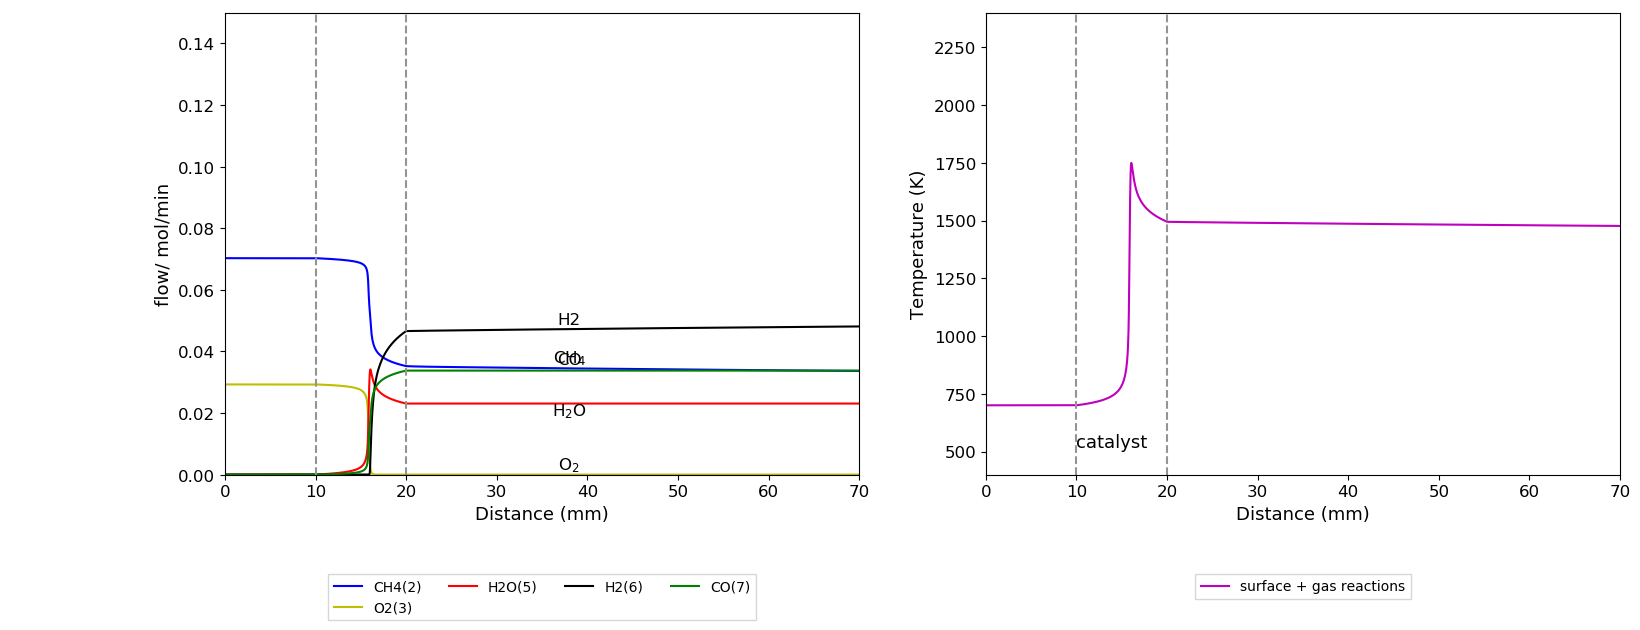 0.14
0.12
0.10
0.08
0.06
0.04
0.02
0.00
flow/ mol/min
H2
CH₄
CO
H₂O
O₂
0 10 20 30 40 50 60 70
Distance (mm)
CH4(2) H2O(5) H2(6) CO(7)
O2(3)
2250
2000
1750
1500
1250
1000
750
500
Temperature (K)
catalyst
0 10 20 30 40 50 60 70
Distance (mm)
surface + gas reactions